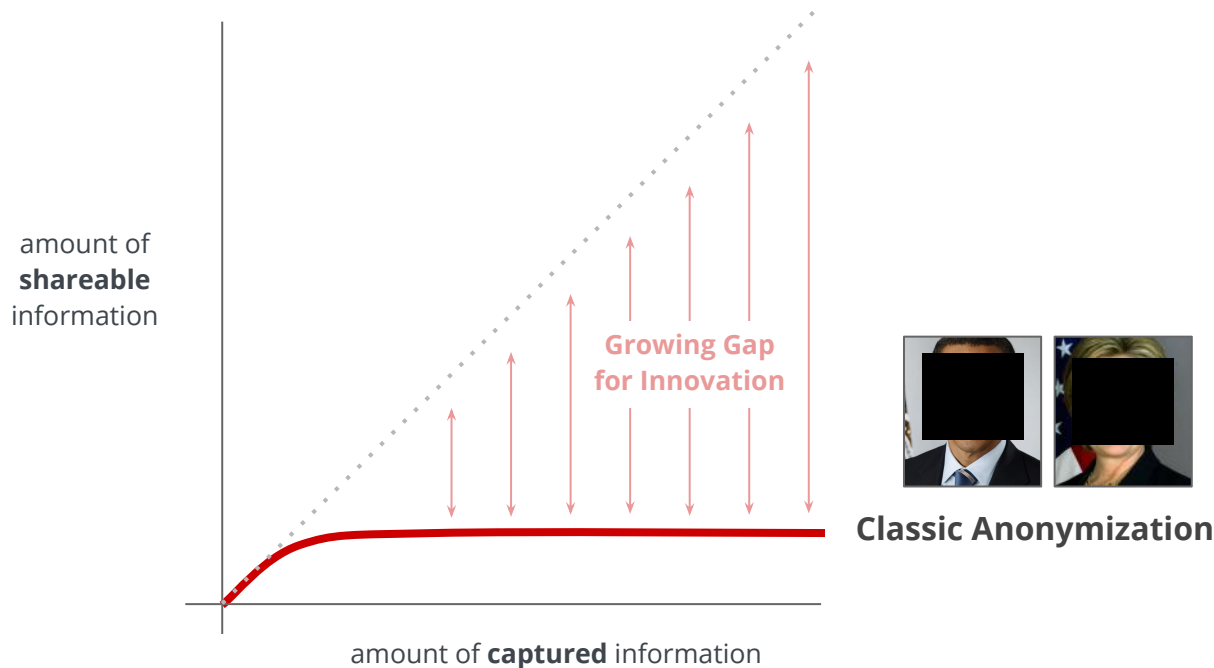 amount of
shareable
information
Growing Gap
for Innovation
Classic Anonymization
amount of captured information